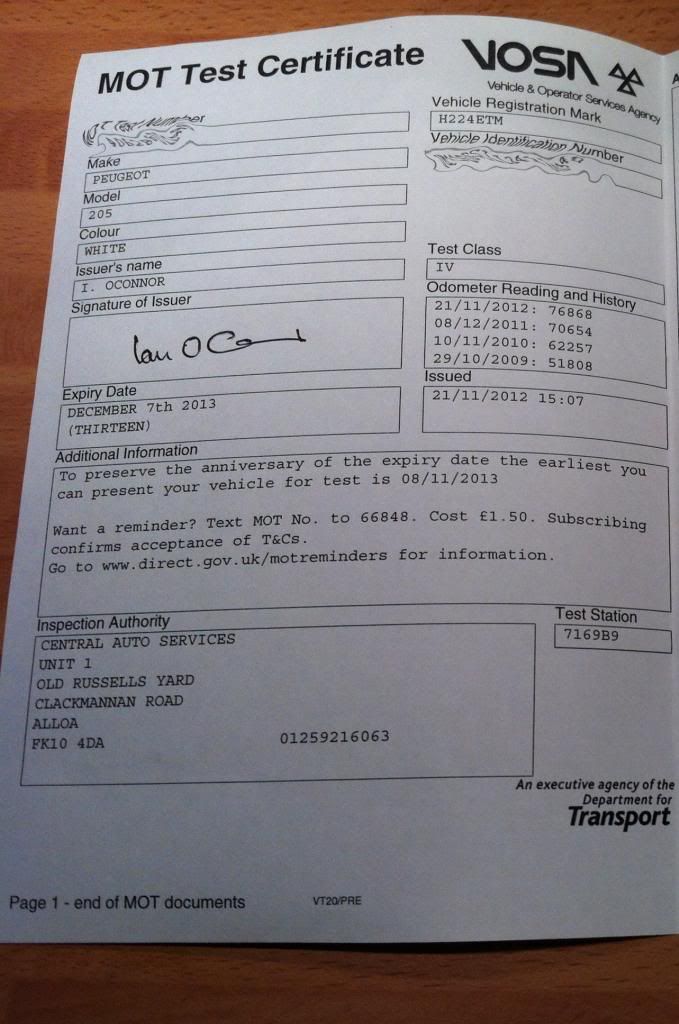 MOT Test Certificate
VOSA
Vehicle & Operator Services Agency
Vehicle Registration Mark
H224ETM
Vehicle Identification Number
Make
PEUGEOT
Model
205
Colour
WHITE
Issuer's name
I. OCONNOR
Signature of Issuer
Test Class
IV
Odometer Reading and History
21/11/2012: 76868
08/12/2011: 70654
10/11/2010: 62257
29/10/2009: 51808
Expiry Date
DECEMBER 7th 2013
(THIRTEEN)
Issued
21/11/2012 15:07
Additional Information
To preserve the anniversary of the expiry date the earliest you
can present your vehicle for test is 08/11/2013
Want a reminder? Text MOT No. to 66848. Cost £1.50. Subscribing
confirms acceptance of T&Cs.
Go to www.direct.gov.uk/motreminders for information.
Inspection Authority
CENTRAL AUTO SERVICES
UNIT 1
OLD RUSSELLS YARD
CLACKMANNAN ROAD
ALLOA
FK10 4DA 01259216063
Test Station
7169B9
An executive agency of the
Department for
Transport
Page 1 - end of MOT documents
VT20/PRE